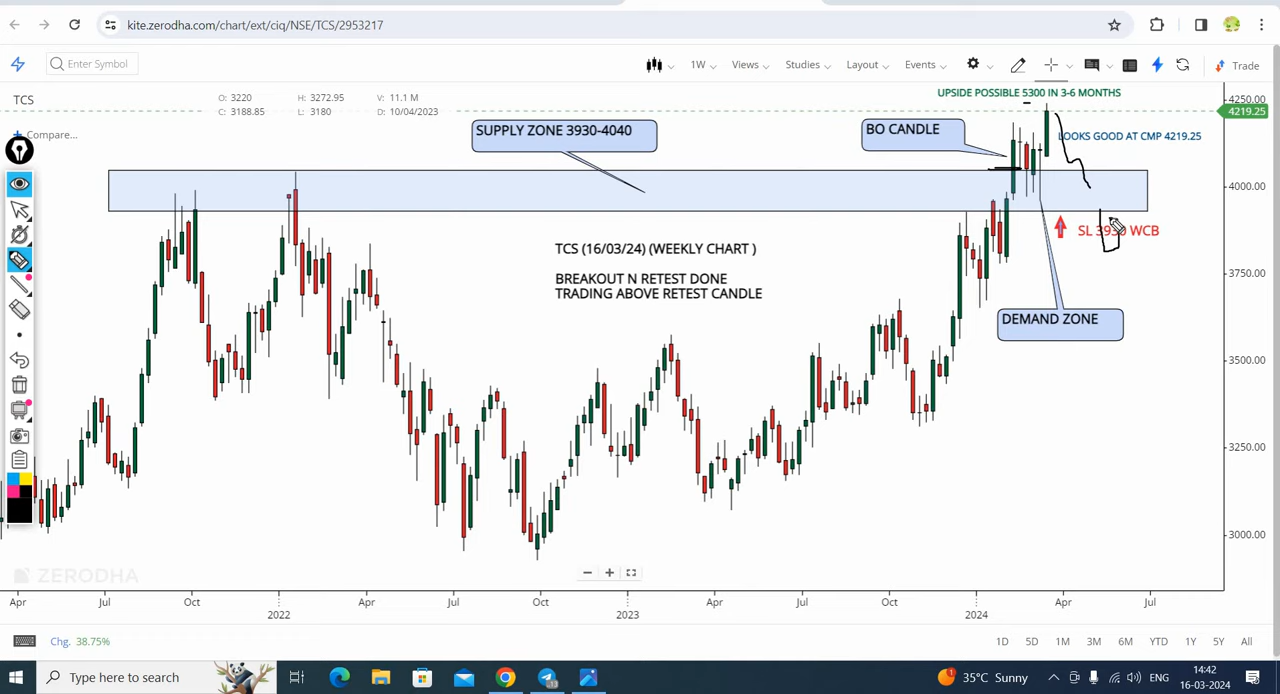 kite.zerodha.com/chart/ext/ciq/NSE/TCS/2953217
Enter Symbol
1W
Views
Studies
Layout
Events
Trade
TCS
O: 3220 H: 3272.95 V: 11.1 M
C: 3188.85 L: 3180 D: 10/04/2023
Compare...
UPSIDE POSSIBLE 5300 IN 3-6 MONTHS
4250.00
4219.25
SUPPLY ZONE 3930-4040
BO CANDLE
LOOKS GOOD AT CMP 4219.25
4000.00
SL 3930 WCB
TCS (16/03/24) (WEEKLY CHART )
BREAKOUT N RETEST DONE
TRADING ABOVE RETEST CANDLE
3750.00
DEMAND ZONE
3500.00
3250.00
3000.00
ZERODHA
Apr Jul Oct 2022 Apr Jul Oct 2023 Apr Jul Oct 2024 Apr Jul
Chg. 38.75%
1D 5D 1M 3M 6M YTD 1Y 5Y All
Type here to search
35°C Sunny
ENG
14:42
16-03-2024